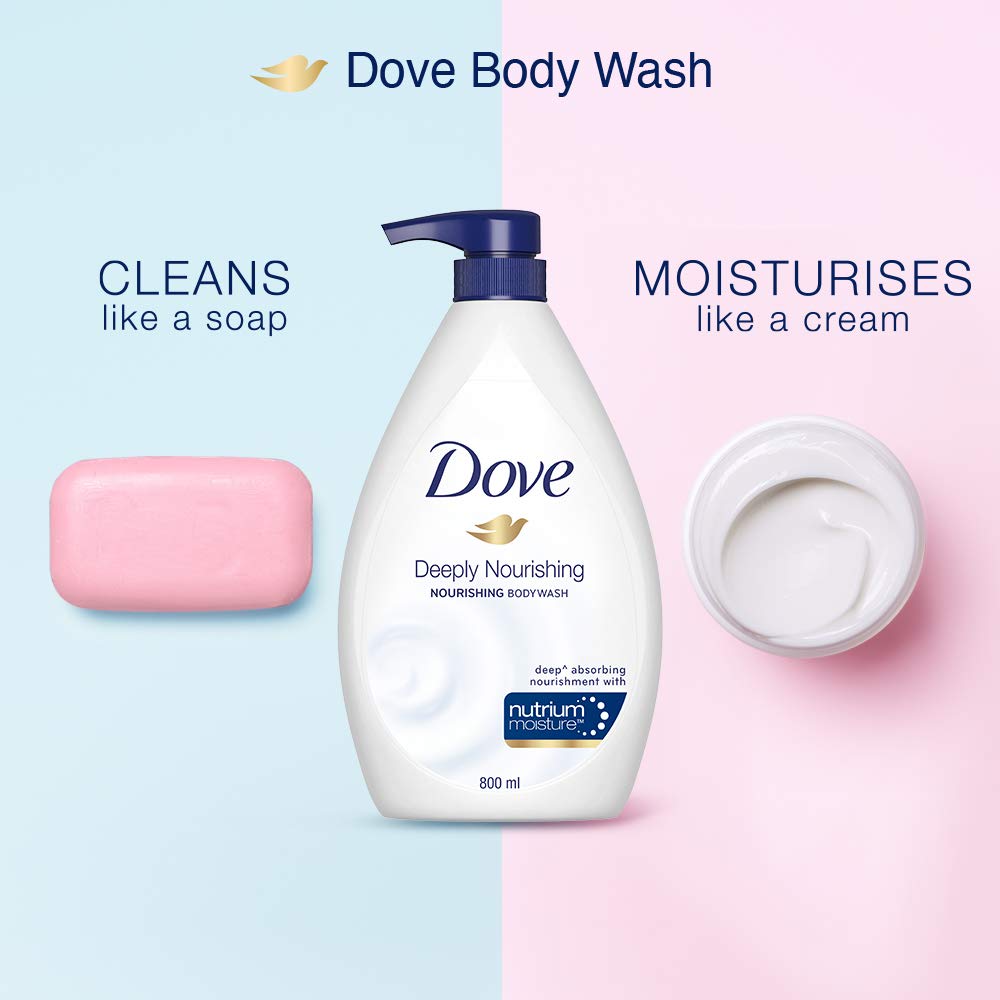 Dove Body Wash
CLEANS
like a soap
MOISTURISES
like a cream
Dove
Deeply Nourishing
NOURISHING BODYWASH
deep^ absorbing
nourishment with
nutrium
moisture™
800 ml